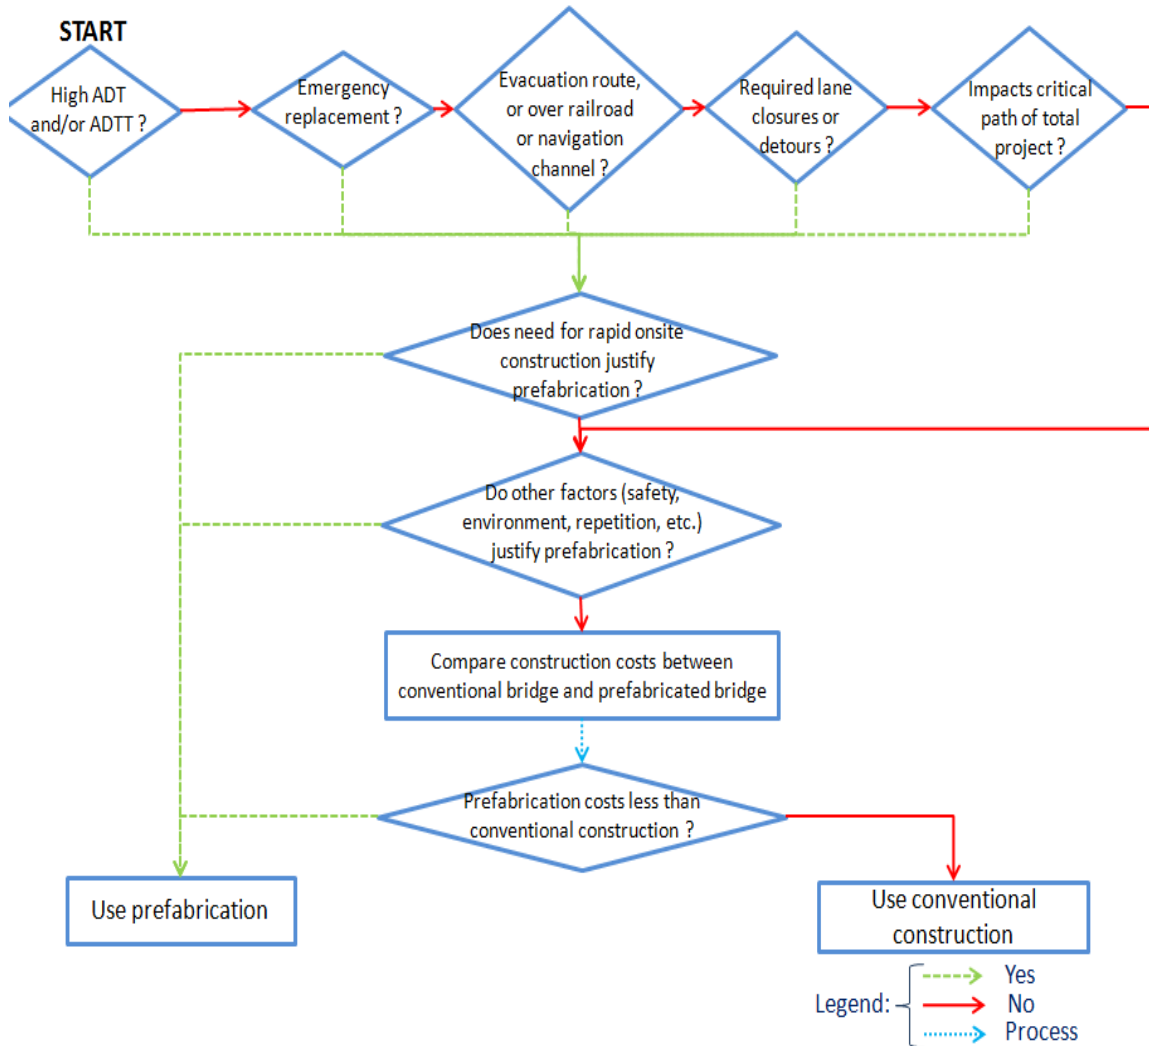 START
High ADT
and/or ADTT ?
Emergency
replacement ?
Evacuation route,
or over railroad
or navigation
channel ?
Required lane
closures or
detours ?
Impacts critical
path of total
project ?
Does need for rapid onsite
construction justify
prefabrication ?
Do other factors (safety,
environment, repetition, etc.)
justify prefabrication ?
Compare construction costs between
conventional bridge and prefabricated bridge
Prefabrication costs less than
conventional construction ?
Use prefabrication
Use conventional
construction
Legend:
Yes
No
Process